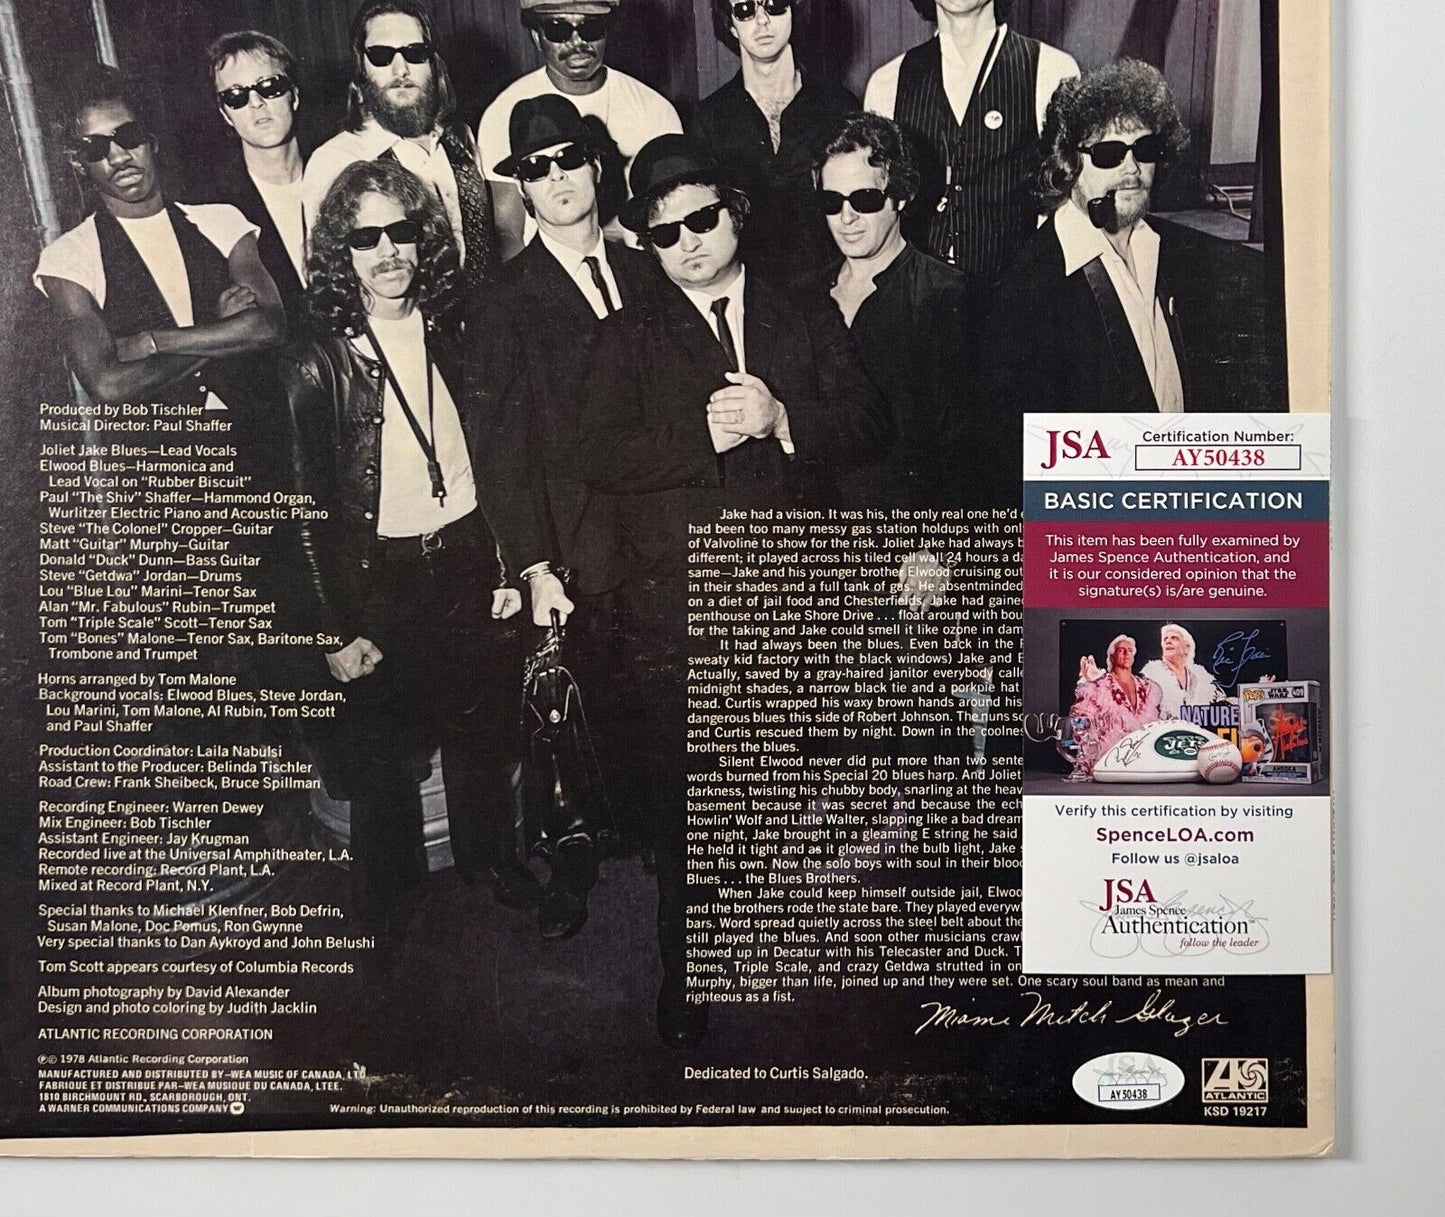 Produced by Bob Tischler
Musical Director: Paul Shaffer
Joliet Jake Blues—Lead Vocals
Elwood Blues—Harmonica and
Lead Vocal on "Rubber Biscuit"
Paul "The Shiv" Shaffer—Hammond Organ,
Wurlitzer Electric Piano and Acoustic Piano
Steve "The Colonel" Cropper—Guitar
Matt "Guitar" Murphy—Guitar
Donald "Duck" Dunn—Bass Guitar
Steve "Getdwa" Jordan—Drums
Lou "Blue Lou" Marini—Tenor Sax
Alan "Mr. Fabulous" Rubin—Trumpet
Tom "Triple Scale" Scott—Tenor Sax
Tom "Bones" Malone—Tenor Sax, Baritone Sax,
Trombone and Trumpet
Horns arranged by Tom Malone
Background vocals: Elwood Blues, Steve Jordan,
Lou Marini, Tom Malone, Al Rubin, Tom Scott
and Paul Shaffer
Production Coordinator: Laila Nabulsi
Assistant to the Producer: Belinda Tischler
Road Crew: Frank Sheibeck, Bruce Spillman
Recording Engineer: Warren Dewey
Mix Engineer: Bob Tischler
Assistant Engineer: Jay Krugman
Recorded live at the Universal Amphitheater, L.A.
Remote recording: Record Plant, L.A.
Mixed at Record Plant, N.Y.
Special thanks to Michael Klenfner, Bob Defrin,
Susan Malone, Doc Pomus, Ron Gwynne
Very special thanks to Dan Aykroyd and John Belushi
Tom Scott appears courtesy of Columbia Records
Album photography by David Alexander
Design and photo coloring by Judith Jacklin
ATLANTIC RECORDING CORPORATION
℗© 1978 Atlantic Recording Corporation
MANUFACTURED AND DISTRIBUTED BY—WEA MUSIC OF CANADA, LTD.
FABRIQUE ET DISTRIBUE PAR—WEA MUSIQUE DU CANADA, LTEE.
1810 BIRCHMOUNT RD., SCARBOROUGH, ONT.
A WARNER COMMUNICATIONS COMPANY
Warning: Unauthorized reproduction of this recording is prohibited by Federal law and subject to criminal prosecution.
Jake had a vision. It was his, the only real one he'd
had been too many messy gas station holdups with onl
of Valvoline to show for the risk. Joliet Jake had always b
different; it played across his tiled cell wall 24 hours a da
same—Jake and his younger brother Elwood cruising out
in their shades and a full tank of gas. He absentminded
on a diet of jail food and Chesterfields, Jake had gaine
penthouse on Lake Shore Drive . . . float around with bou
for the taking and Jake could smell it like ozone in dam
It had always been the blues. Even back in the
sweaty kid factory with the black windows) Jake and E
Actually, saved by a gray-haired janitor everybody calle
midnight shades, a narrow black tie and a porkpie hat
head. Curtis wrapped his waxy brown hands around his
dangerous blues this side of Robert Johnson. The nuns sc
and Curtis rescued them by night. Down in the coolnes
brothers the blues.
Silent Elwood never did put more than two sente
words burned from his Special 20 blues harp. And Joliet
darkness, twisting his chubby body, snarling at the heav
basement because it was secret and because the ech
Howlin' Wolf and Little Walter, slapping like a bad dream
one night, Jake brought in a gleaming E string he said
He held it tight and as it glowed in the bulb light, Jake s
then his own. Now the solo boys with soul in their blooc
Blues . . . the Blues Brothers.
When Jake could keep himself outside jail, Elwoo
and the brothers rode the state bare. They played everywl
bars. Word spread quietly across the steel belt about the
still played the blues. And soon other musicians crawl
showed up in Decatur with his Telecaster and Duck. T
Bones, Triple Scale, and crazy Getdwa strutted in on
Murphy, bigger than life, joined up and they were set. One scary soul band as mean and
righteous as a fist.
Miami Mitch Glazer
Dedicated to Curtis Salgado.
JSA
Certification Number:
AY50438
BASIC CERTIFICATION
This item has been fully examined by
James Spence Authentication, and
it is our considered opinion that the
signature(s) is/are genuine.
NATURE
JETS
POP
STAR WARS
409
Verify this certification by visiting
SpenceLOA.com
Follow us @jsaloa
JSA
James Spence
Authentication™
follow the leader
JSA
AY50438
ATLANTIC
KSD 19217